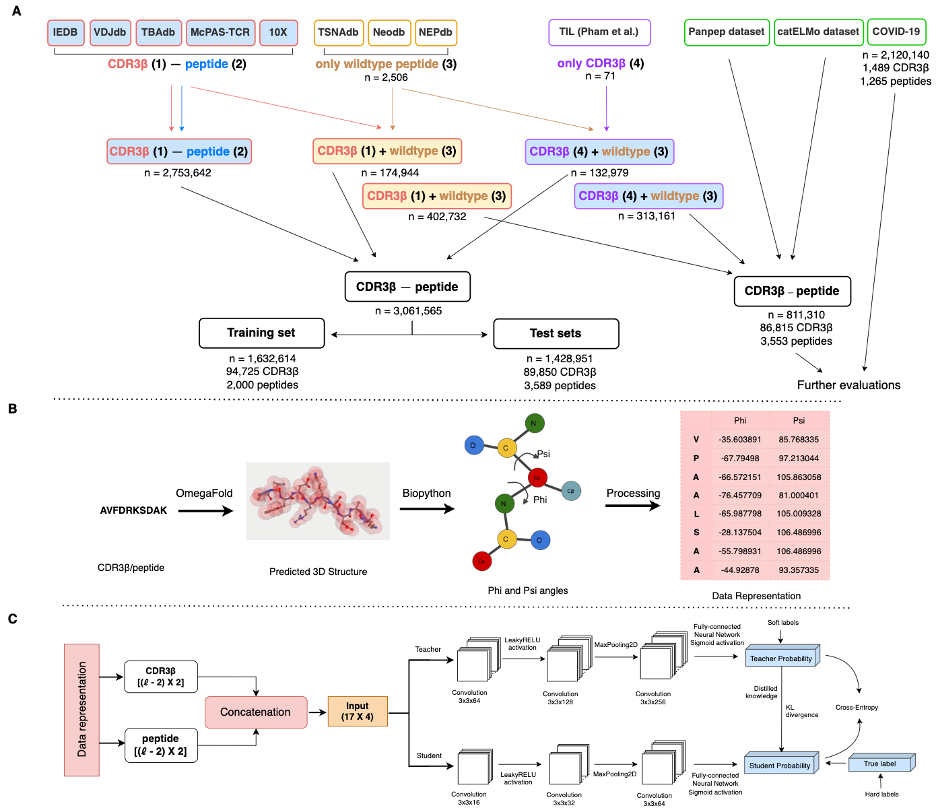 A
IEDB
VDJdb
TBAdb
McPAS-TCR
10X
TSNAdb
Neodb
NEPdb
TIL (Pham et al.)
Panpep dataset
catELMo dataset
COVID-19
CDR3β (1) — peptide (2)
only wildtype peptide (3)
n = 2,506
only CDR3β (4)
n = 71
n = 2,120,140
1,489 CDR3β
1,265 peptides
CDR3β (1) — peptide (2)
n = 2,753,642
CDR3β (1) + wildtype (3)
n = 174,944
CDR3β (4) + wildtype (3)
n = 132,979
CDR3β (1) + wildtype (3)
n = 402,732
CDR3β (4) + wildtype (3)
n = 313,161
CDR3β — peptide
n = 3,061,565
CDR3β – peptide
n = 811,310
86,815 CDR3β
3,553 peptides
Training set
n = 1,632,614
94,725 CDR3β
2,000 peptides
Test sets
n = 1,428,951
89,850 CDR3β
3,589 peptides
Further evaluations
B
AVFDRKSDAK
CDR3β/peptide
OmegaFold
Predicted 3D Structure
Biopython
N
O
C
Psi
Cβ
Phi
N
C
O
Phi and Psi angles
Processing
Phi Psi
V -35.603891 85.768335
P -67.79498 97.213044
A -66.572151 105.863058
A -76.457709 81.000401
L -65.987798 105.009328
S -28.137504 106.486996
A -55.798931 106.486996
A -44.92878 93.357335
Data Representation
C
Data representation
CDR3β
[(ℓ - 2) X 2]
peptide
[(ℓ - 2) X 2]
Concatenation
Input
(17 X 4)
Teacher
Convolution
3x3x64
LeakyRELU
activation
Convolution
3x3x128
MaxPooling2D
Convolution
3x3x256
Fully-connected
Neural Network
Sigmoid activation
Soft labels
Teacher Probability
Distilled
knowledge
KL
divergence
Cross-Entropy
Student
Convolution
3x3x16
LeakyRELU
activation
Convolution
3x3x32
MaxPooling2D
Convolution
3x3x64
Fully-connected
Neural Network
Sigmoid activation
Student Probability
True label
Hard labels